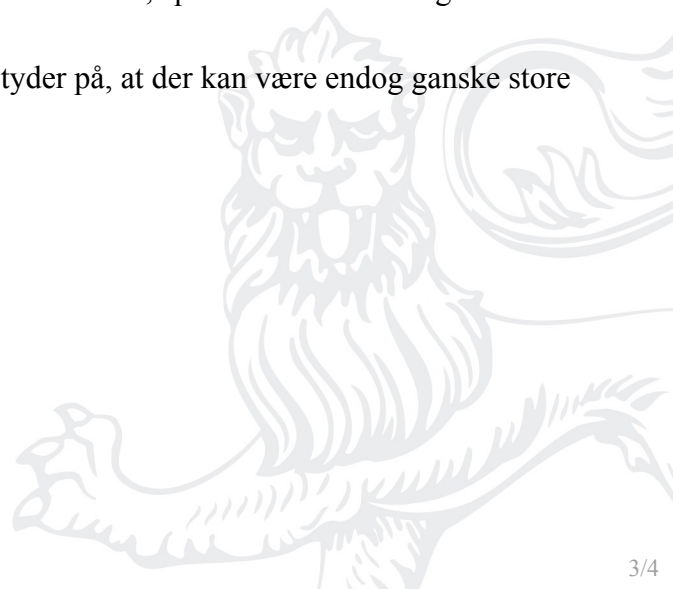 tyder på, at der kan være endog ganske store
3/4